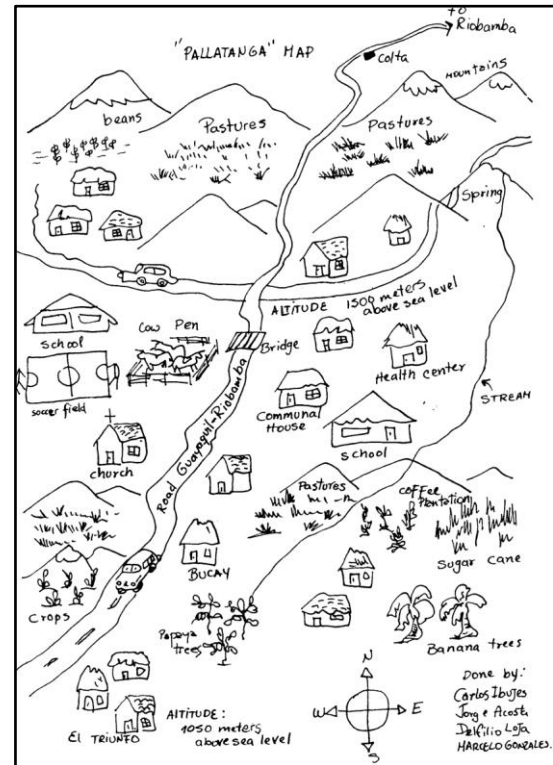 TO
Riobamba
"PALLATANGA" MAP
Colta
MOUNTAINS
beans
Pastures
Pastures
Spring
ALTITUDE 1500 meters
above sea level
School
Cow Pen
Bridge
Health center
soccer field
Communal
House
STREAM
school
church
Road Guayaquil-Riobamba
Pastures
coffee
Plantation
Sugar cane
BUCAY
Crops
Papaya
trees
Banana trees
EL TRIUNFO
ALTITUDE:
1050 meters
above sea level
N
W
E
S
Done by:
Carlos Ibujes
Jorge Acosta
Delfilio Loja
MARCELO GONZALES.